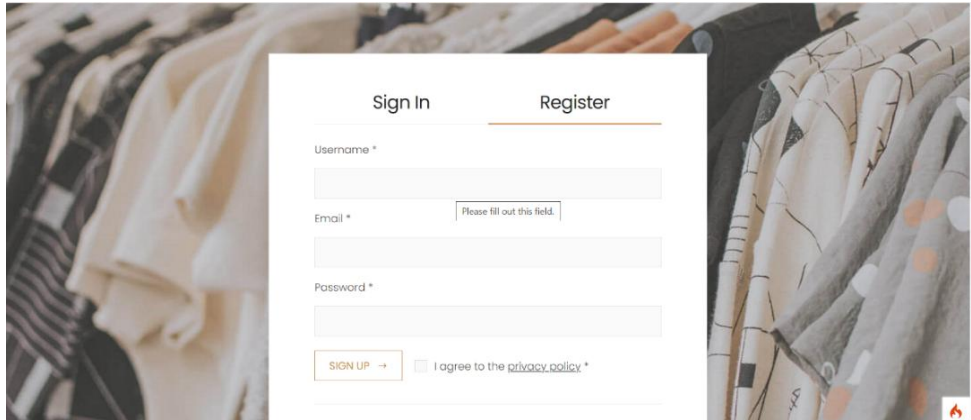 Sign In
Register
Username *
Please fill out this field.
Email *
Password *
SIGN UP →
I agree to the privacy policy *